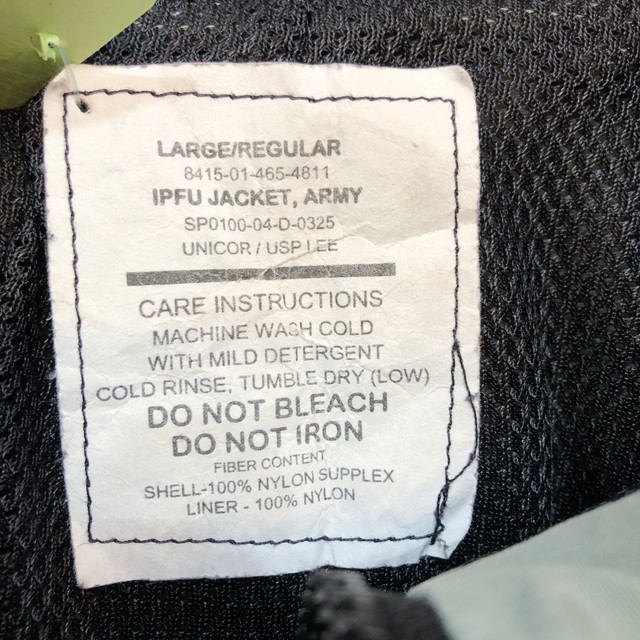 LARGE/REGULAR
8415-01-465-4811
IPFU JACKET, ARMY
SP0100-04-D-0325
UNICOR / USP LEE
CARE INSTRUCTIONS
MACHINE WASH COLD
WITH MILD DETERGENT
COLD RINSE, TUMBLE DRY (LOW)
DO NOT BLEACH
DO NOT IRON
FIBER CONTENT
SHELL-100% NYLON SUPPLEX
LINER - 100% NYLON